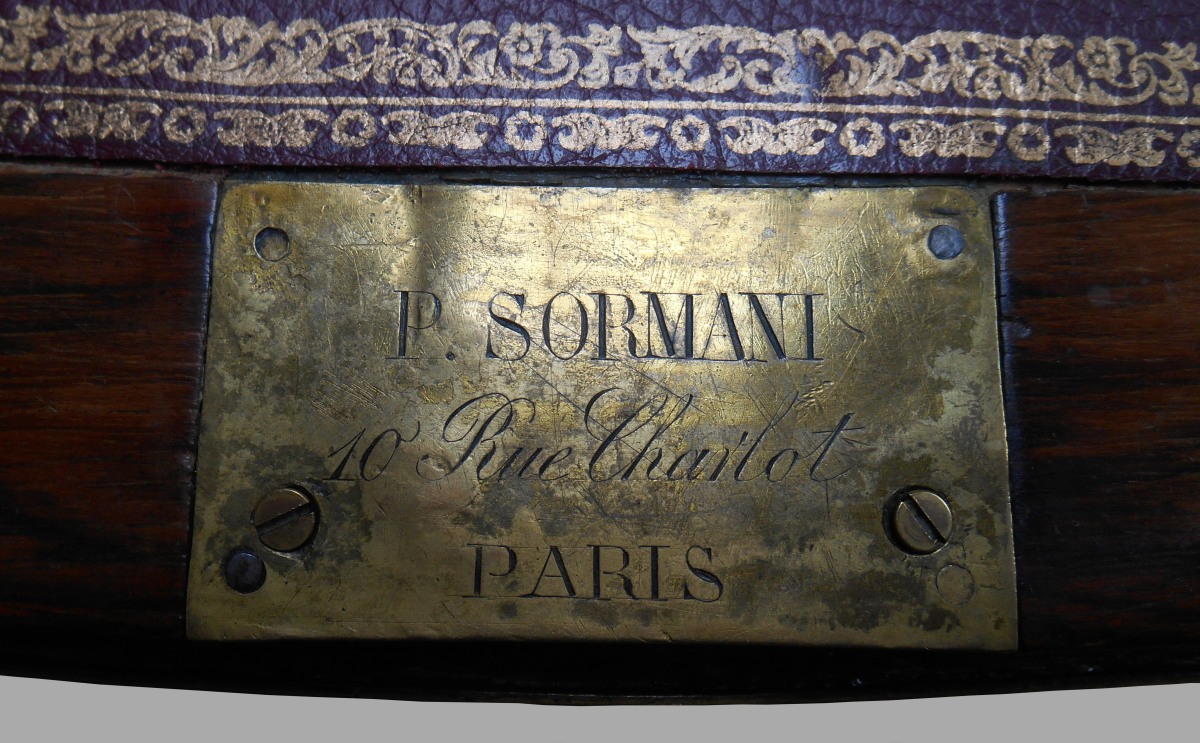 P. SORMANI
10 Rue Charlot
PARIS